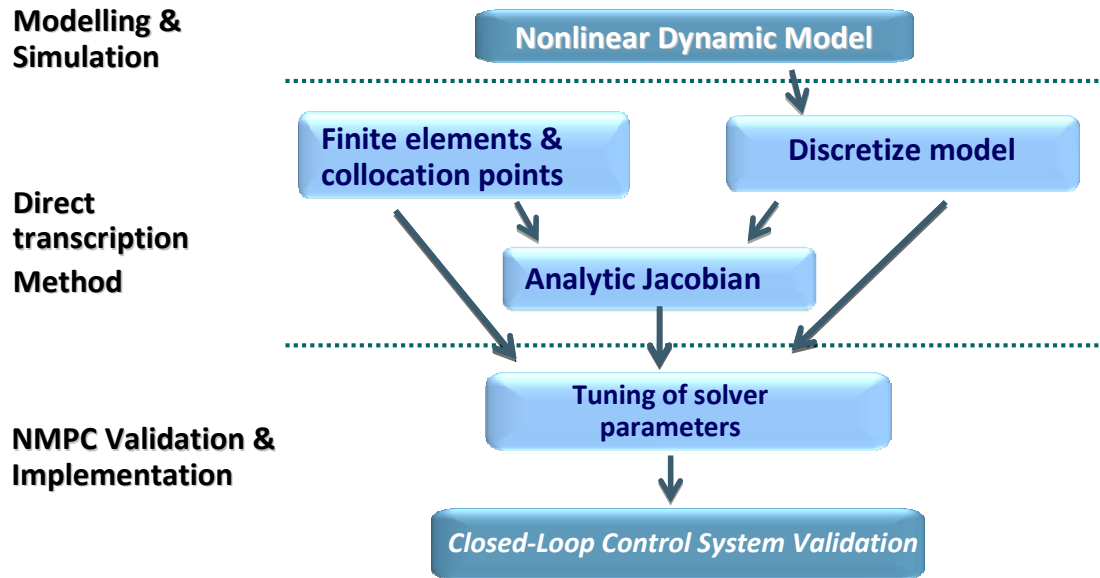 Modelling &
Simulation
Nonlinear Dynamic Model
Finite elements &
collocation points
Discretize model
Direct
transcription
Method
Analytic Jacobian
Tuning of solver
parameters
NMPC Validation &
Implementation
Closed-Loop Control System Validation